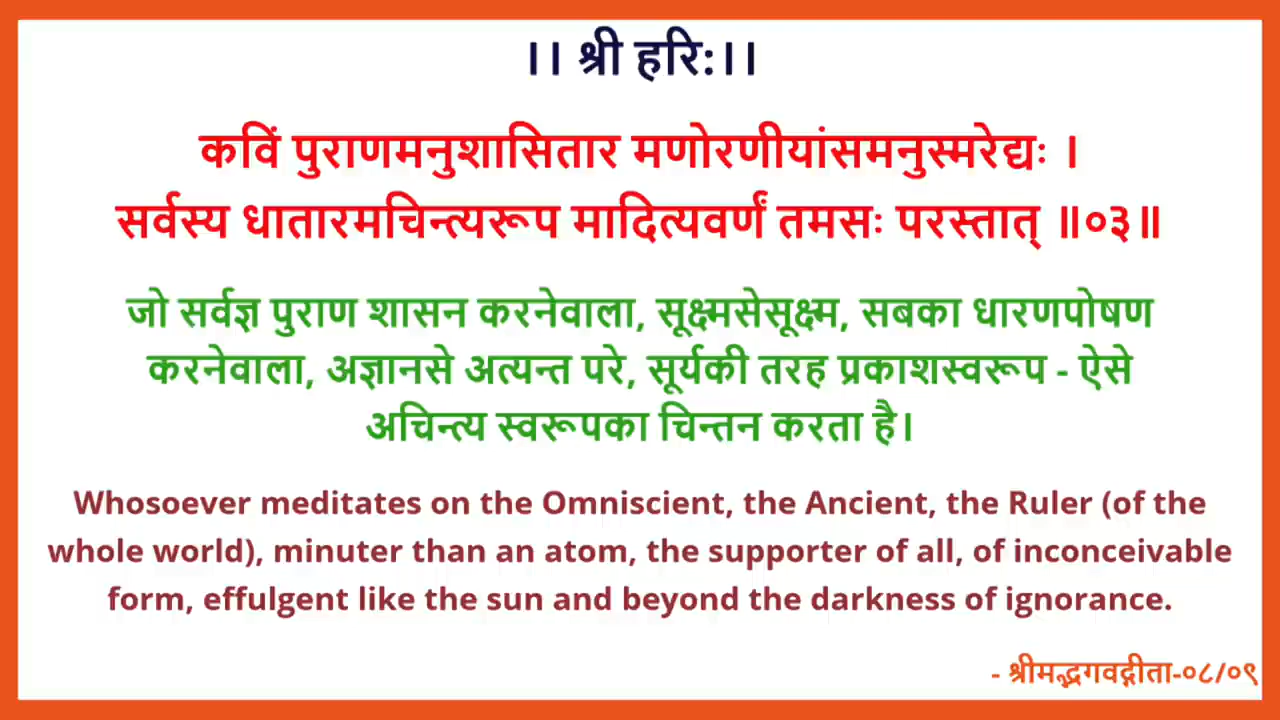 ।। श्री हरि:।।
कविं पुराणमनुशासितार मणोरणीयांसमनुस्मरेद्यः ।
सर्वस्य धातारमचिन्त्यरूप मादित्यवर्णं तमसः परस्तात् ॥०३॥
जो सर्वज्ञ पुराण शासन करनेवाला, सूक्ष्मसेसूक्ष्म, सबका धारणपोषण
करनेवाला, अज्ञानसे अत्यन्त परे, सूर्यकी तरह प्रकाशस्वरूप - ऐसे
अचिन्त्य स्वरूपका चिन्तन करता है।
Whosoever meditates on the Omniscient, the Ancient, the Ruler (of the
whole world), minuter than an atom, the supporter of all, of inconceivable
form, effulgent like the sun and beyond the darkness of ignorance.
- श्रीमद्भगवद्गीता-०८/०९